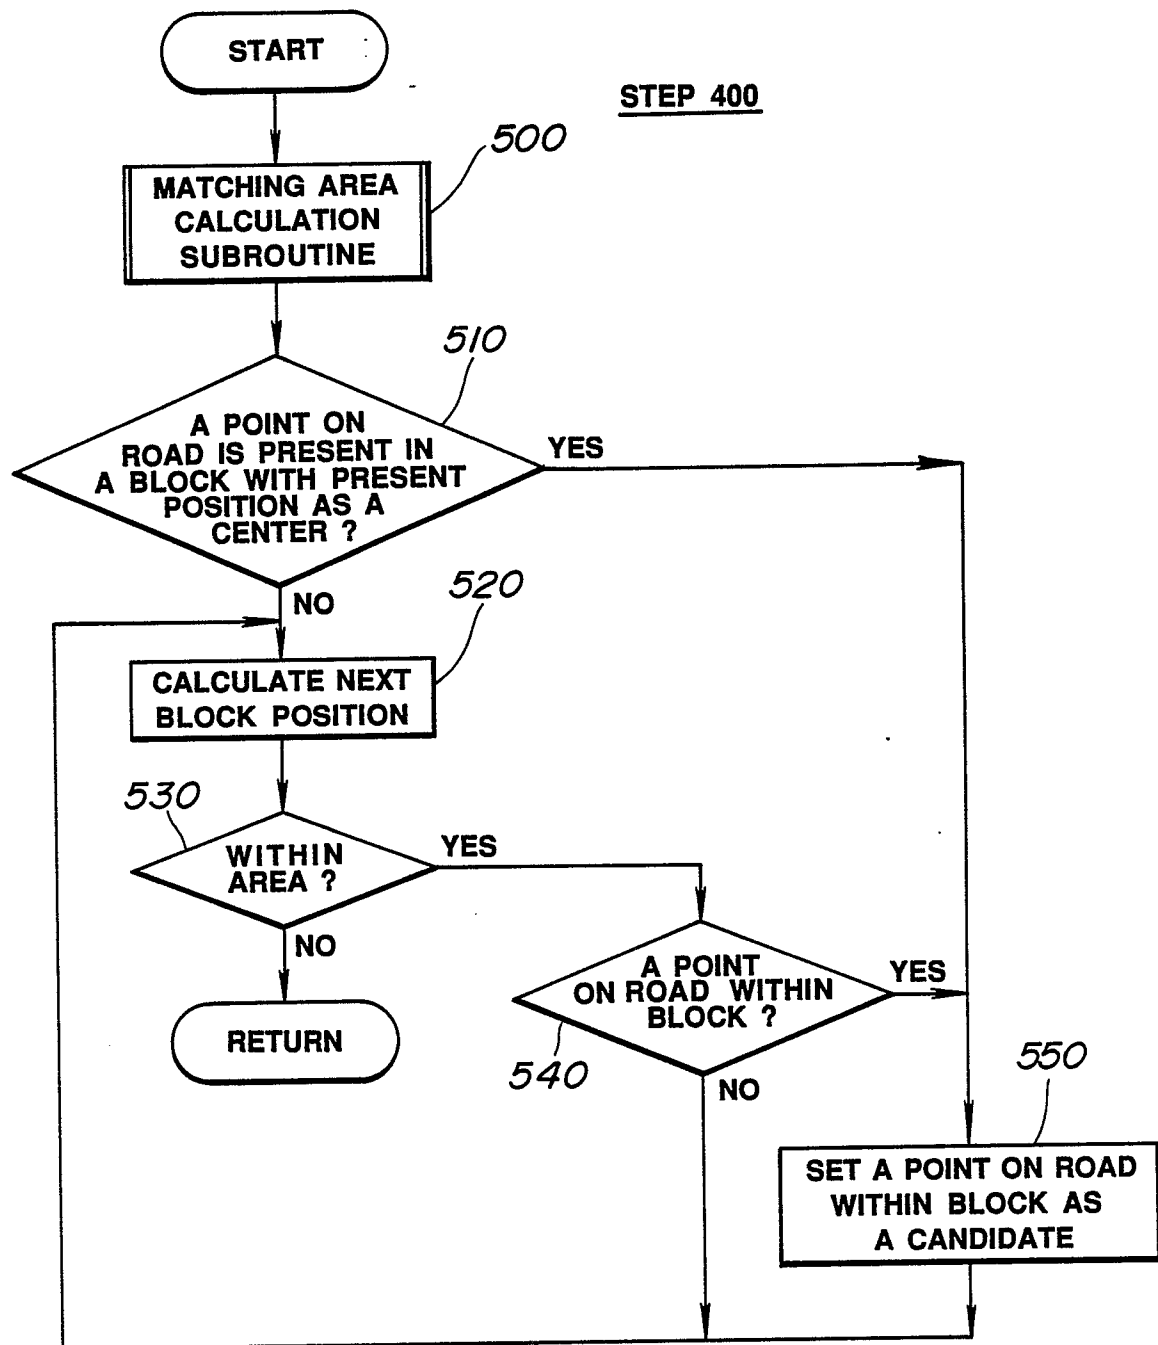 START
STEP 400
500
MATCHING AREA
CALCULATION
SUBROUTINE
510
A POINT ON
ROAD IS PRESENT IN
A BLOCK WITH PRESENT
POSITION AS A
CENTER ?
YES
NO
520
CALCULATE NEXT
BLOCK POSITION
530
WITHIN
AREA ?
YES
NO
RETURN
A POINT
ON ROAD WITHIN
BLOCK ?
YES
540
NO
550
SET A POINT ON ROAD
WITHIN BLOCK AS
A CANDIDATE